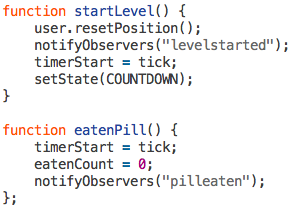 function startLevel() {
    user.resetPosition();
    notifyObservers("levelstarted");
    timerStart = tick;
    setState(COUNTDOWN);
}

function eatenPill() {
    timerStart = tick;
    eatenCount = 0;
    notifyObservers("pilleaten");
};